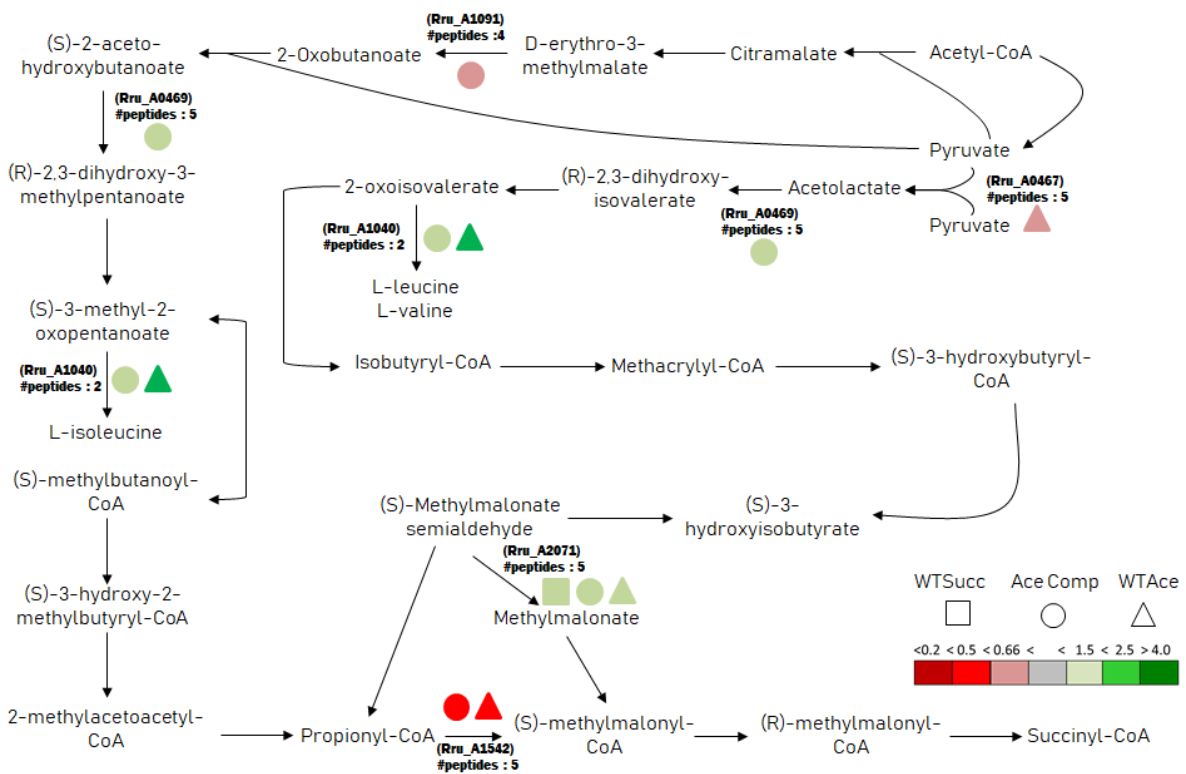 (S)-2-aceto-
hydroxybutanoate
2-Oxobutanoate
(Rru_A1091)
#peptides :4
D-erythro-3-
methylmalate
Citramalate
Acetyl-CoA
(Rru_A0469)
#peptides : 5
Pyruvate
(R)-2,3-dihydroxy-3-
methylpentanoate
2-oxoisovalerate
(R)-2,3-dihydroxy-
isovalerate
Acetolactate
(Rru_A0467)
#peptides : 5
Pyruvate
(Rru_A0469)
#peptides : 5
(Rru_A1040)
#peptides : 2
L-leucine
L-valine
(S)-3-methyl-2-
oxopentanoate
Isobutyryl-CoA
Methacrylyl-CoA
(S)-3-hydroxybutyryl-
CoA
(Rru_A1040)
#peptides : 2
L-isoleucine
(S)-methylbutanoyl-
CoA
(S)-Methylmalonate
semialdehyde
(S)-3-
hydroxyisobutyrate
(Rru_A2071)
#peptides : 5
Methylmalonate
(S)-3-hydroxy-2-
methylbutyryl-CoA
WTSucc Ace Comp WTAce
<0.2 < 0.5 < 0.66 < < 1.5 < 2.5 > 4.0
2-methylacetoacetyl-
CoA
Propionyl-CoA
(Rru_A1542)
#peptides : 5
(S)-methylmalonyl-
CoA
(R)-methylmalonyl-
CoA
Succinyl-CoA